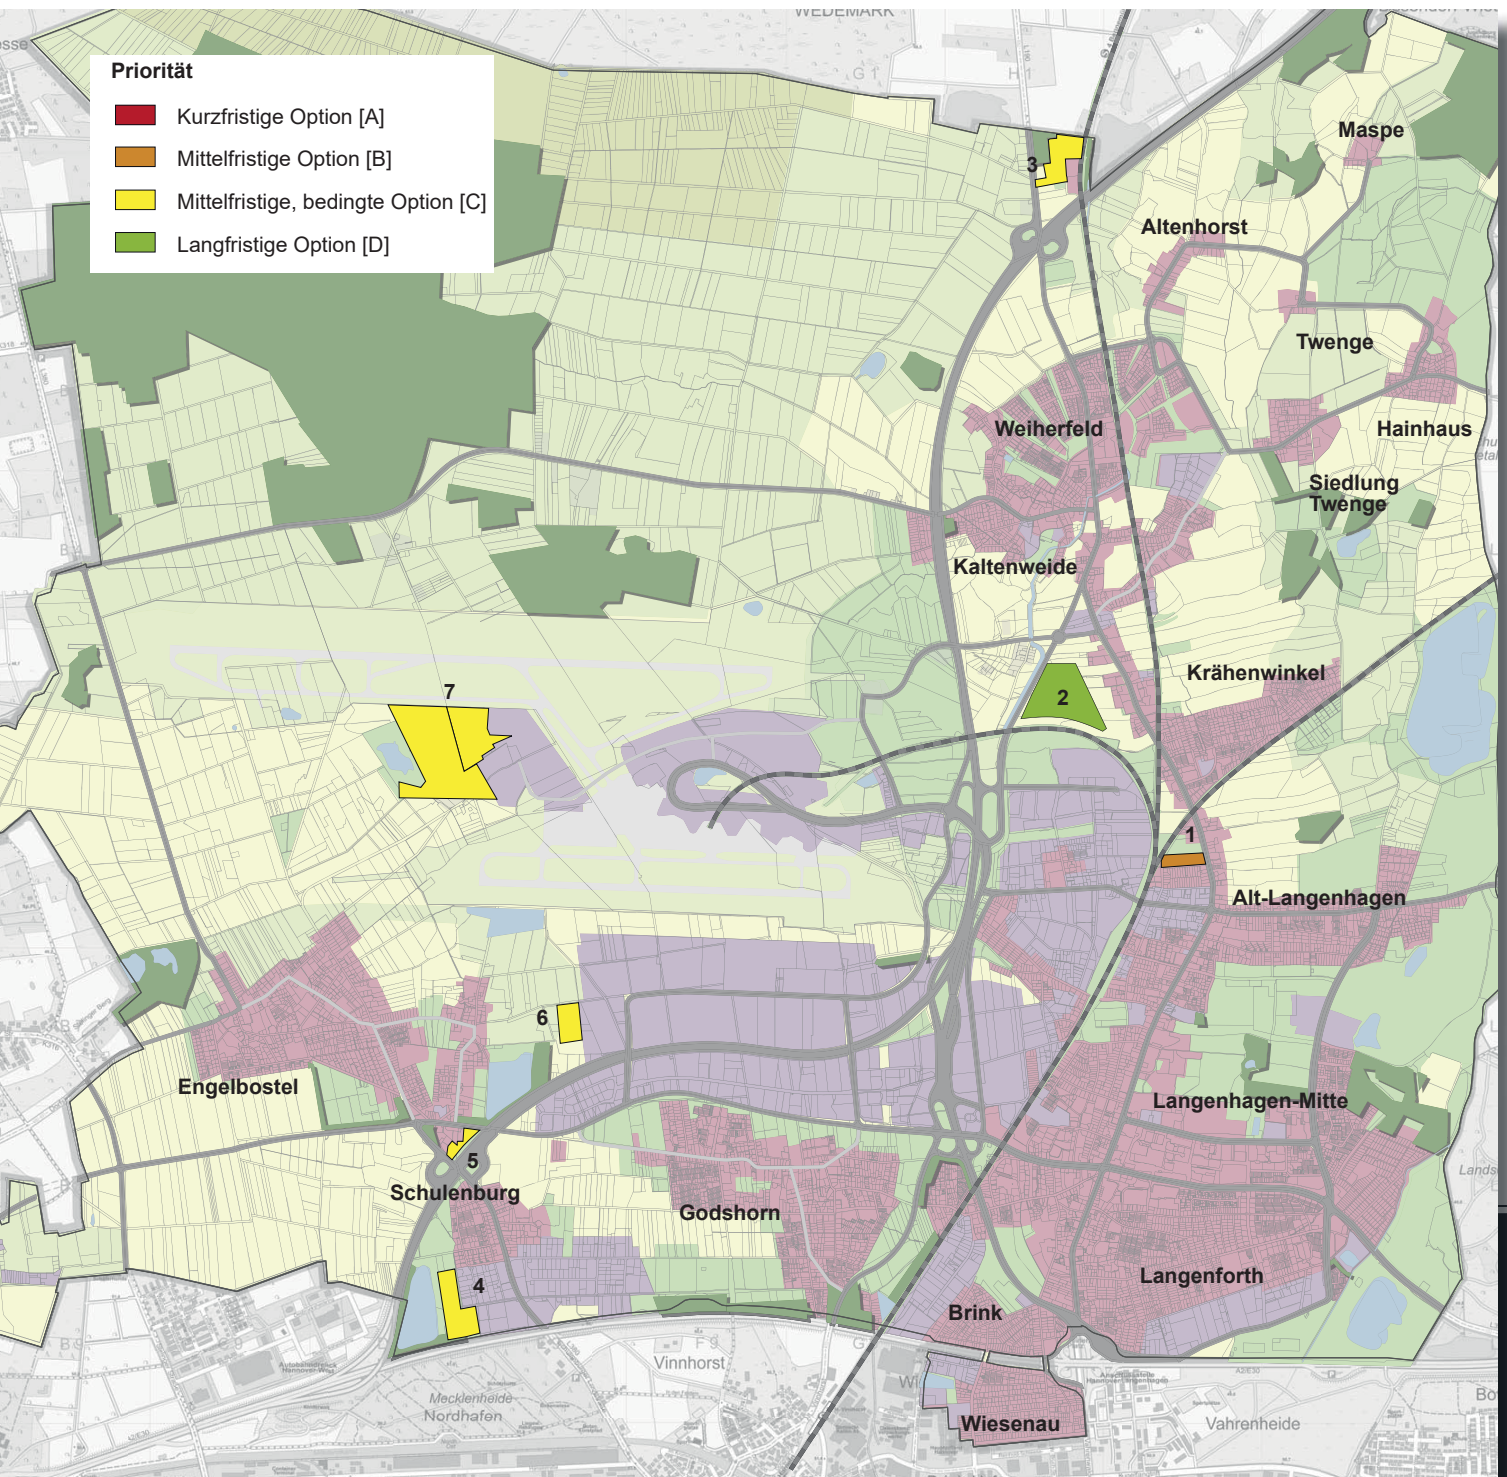 WEDEMARK
Priorität
Kurzfristige Option [A]
Mittelfristige Option [B]
Mittelfristige, bedingte Option [C]
Langfristige Option [D]
G 1
H 1
3
Maspe
Altenhorst
Twenge
Weiherfeld
Hainhaus
Siedlung
Twenge
Kaltenweide
Krähenwinkel
7
2
1
Alt-Langenhagen
6
Engelbostel
Langenhagen-Mitte
5
Schulenburg
Godshorn
4
Langenforth
Brink
Vinnhorst
Mecklenheide
Nordhafen
Wiesenau
Vahrenheide